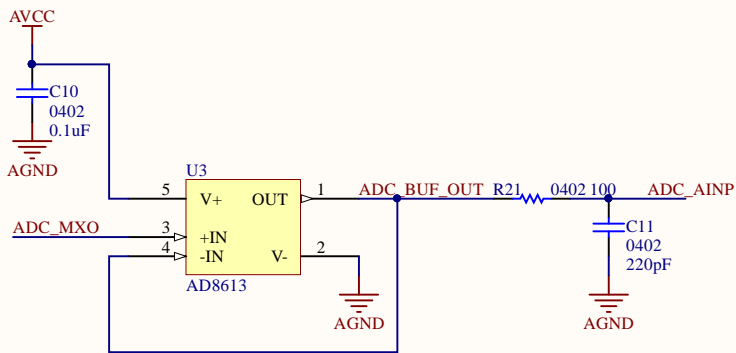 AVCC
C10
0402
0.1uF
AGND
U3
5 V+ OUT 1 ADC_BUF_OUT R21 0402 100 ADC_AINP
ADC_MXO 3 +IN
4 -IN V- 2
AD8613
C11
0402
220pF
AGND
AGND